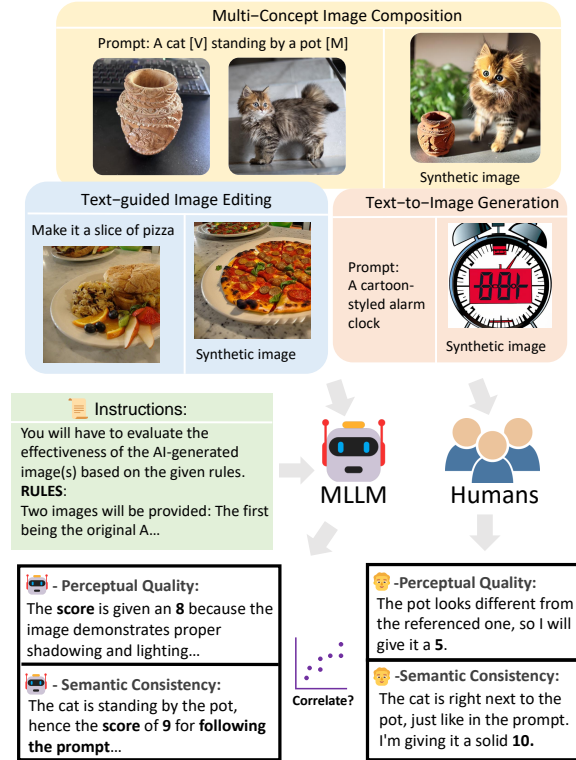 Multi−Concept Image Composition
Prompt: A cat [V] standing by a pot [M]
Synthetic image
Text−guided Image Editing
Make it a slice of pizza
Synthetic image
Text−to−Image Generation
Prompt:
A cartoon-
styled alarm
clock
Synthetic image
Instructions:
You will have to evaluate the
effectiveness of the AI-generated
image(s) based on the given rules.
RULES:
Two images will be provided: The first
being the original A...
MLLM
Humans
- Perceptual Quality:
The score is given an 8 because the
image demonstrates proper
shadowing and lighting...
- Semantic Consistency:
The cat is standing by the pot,
hence the score of 9 for following
the prompt...
Correlate?
-Perceptual Quality:
The pot looks different from
the referenced one, so I will
give it a 5.
-Semantic Consistency:
The cat is right next to the
pot, just like in the prompt.
I'm giving it a solid 10.